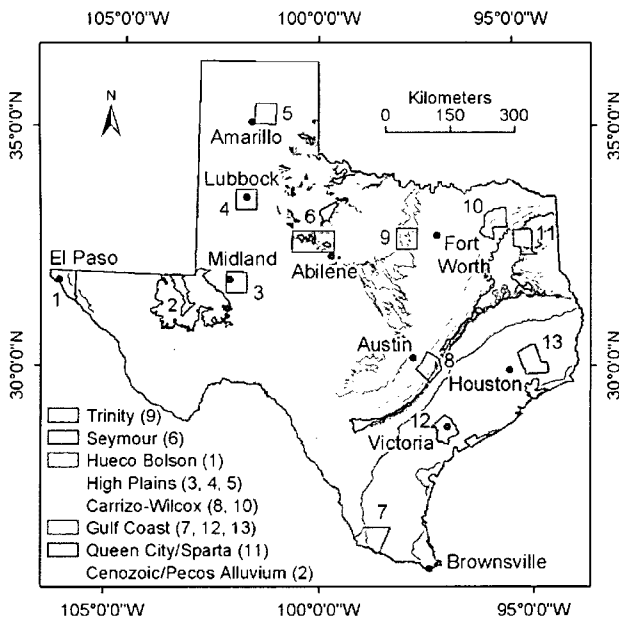 105°0'0"W 100°0'0"W 95°0'0"W
35°0'0"N
30°0'0"N
N
Kilometers
0 150 300
5
Amarillo
Lubbock
4
6
9
10
11
Fort
Worth
El Paso
1
2
Midland
3
Abilene
Austin
8
13
Houston
12
Victoria
7
Brownsville
Trinity (9)
Seymour (6)
Hueco Bolson (1)
High Plains (3, 4, 5)
Carrizo-Wilcox (8, 10)
Gulf Coast (7, 12, 13)
Queen City/Sparta (11)
Cenozoic/Pecos Alluvium (2)
35°0'0"N
30°0'0"N
105°0'0"W 100°0'0"W 95°0'0"W